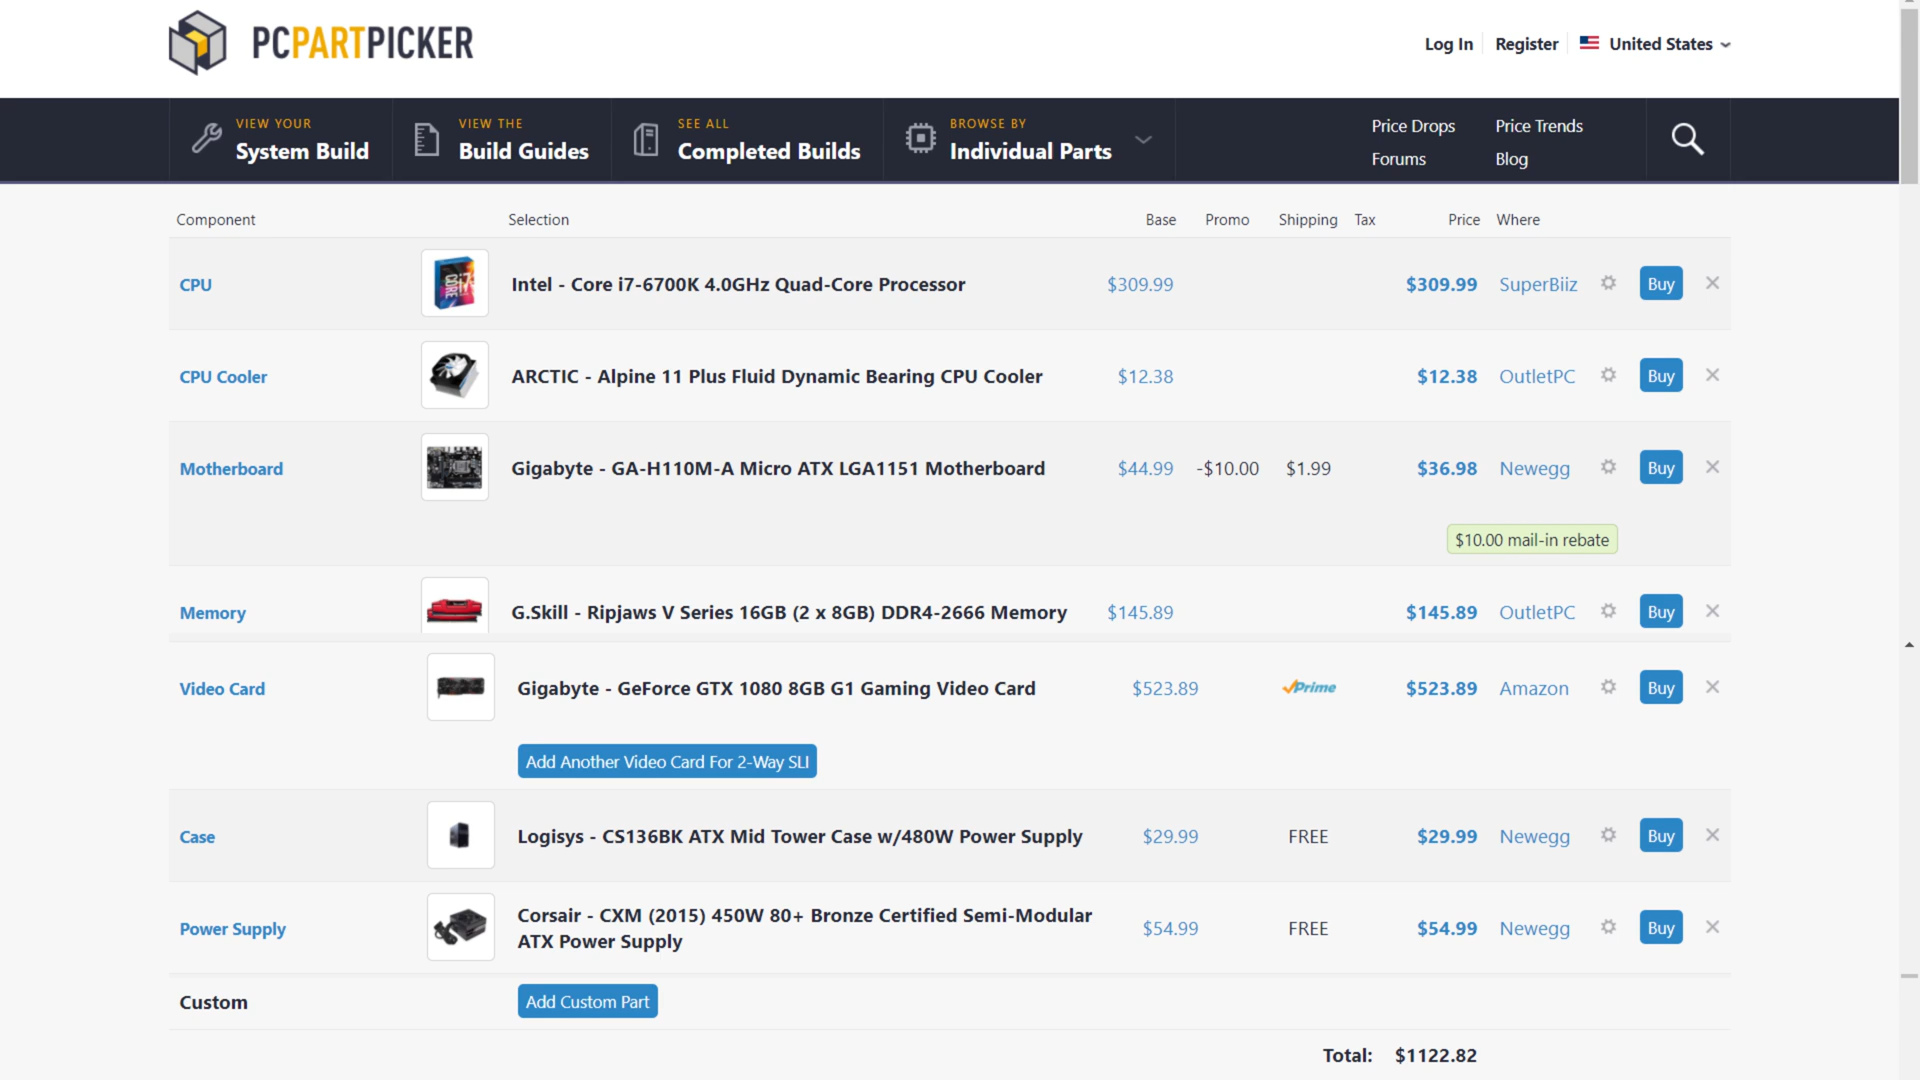 PCPARTPICKER
Log In Register United States
VIEW YOUR
System Build
VIEW THE
Build Guides
SEE ALL
Completed Builds
BROWSE BY
Individual Parts
Price Drops Price Trends
Forums Blog
Component Selection Base Promo Shipping Tax Price Where
CPU Intel - Core i7-6700K 4.0GHz Quad-Core Processor $309.99 $309.99 SuperBiiz Buy
CPU Cooler ARCTIC - Alpine 11 Plus Fluid Dynamic Bearing CPU Cooler $12.38 $12.38 OutletPC Buy
Motherboard Gigabyte - GA-H110M-A Micro ATX LGA1151 Motherboard $44.99 -$10.00 $1.99 $36.98 Newegg Buy
$10.00 mail-in rebate
Memory G.Skill - Ripjaws V Series 16GB (2 x 8GB) DDR4-2666 Memory $145.89 $145.89 OutletPC Buy
Video Card Gigabyte - GeForce GTX 1080 8GB G1 Gaming Video Card $523.89 Prime $523.89 Amazon Buy
Add Another Video Card For 2-Way SLI
Case Logisys - CS136BK ATX Mid Tower Case w/480W Power Supply $29.99 FREE $29.99 Newegg Buy
Power Supply Corsair - CXM (2015) 450W 80+ Bronze Certified Semi-Modular
ATX Power Supply $54.99 FREE $54.99 Newegg Buy
Custom Add Custom Part
Total: $1122.82